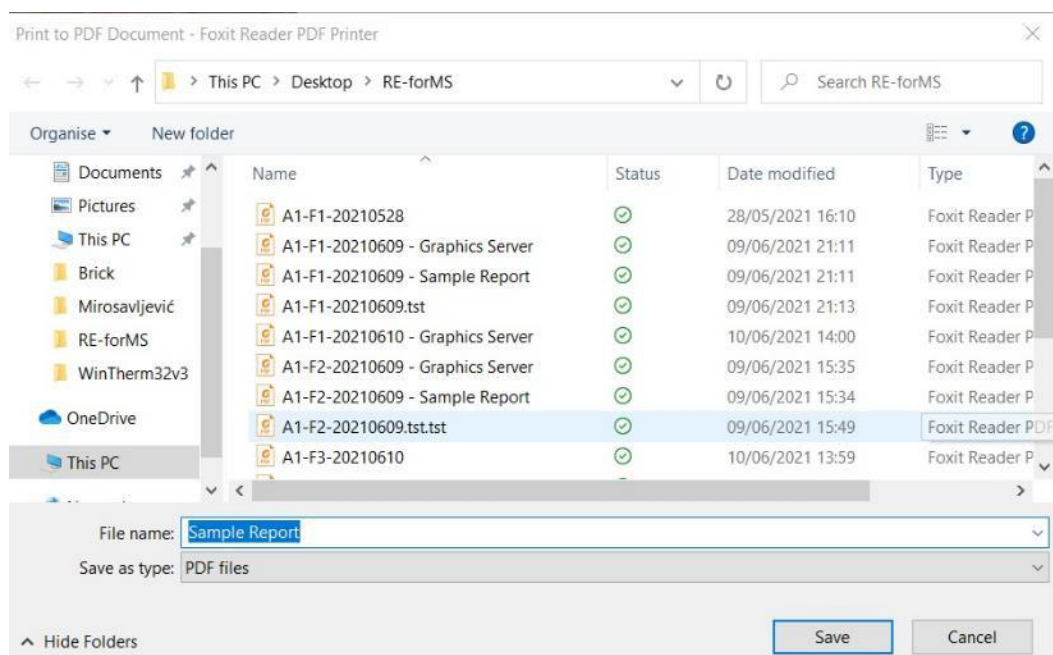 Print to PDF Document - Foxit Reader PDF Printer
This PC > Desktop > RE-forMS
Search RE-forMS
Organise New folder
Documents
Pictures
This PC
Brick
Mirosavljević
RE-forMS
WinTherm32v3
OneDrive
This PC
Name Status Date modified Type
A1-F1-20210528 28/05/2021 16:10 Foxit Reader P
A1-F1-20210609 - Graphics Server 09/06/2021 21:11 Foxit Reader P
A1-F1-20210609 - Sample Report 09/06/2021 21:11 Foxit Reader P
A1-F1-20210609.tst 09/06/2021 21:13 Foxit Reader P
A1-F1-20210610 - Graphics Server 10/06/2021 14:00 Foxit Reader P
A1-F2-20210609 - Graphics Server 09/06/2021 15:35 Foxit Reader P
A1-F2-20210609 - Sample Report 09/06/2021 15:34 Foxit Reader P
A1-F2-20210609.tst.tst 09/06/2021 15:49 Foxit Reader PDF
A1-F3-20210610 10/06/2021 13:59 Foxit Reader P
File name: Sample Report
Save as type: PDF files
Hide Folders
Save Cancel